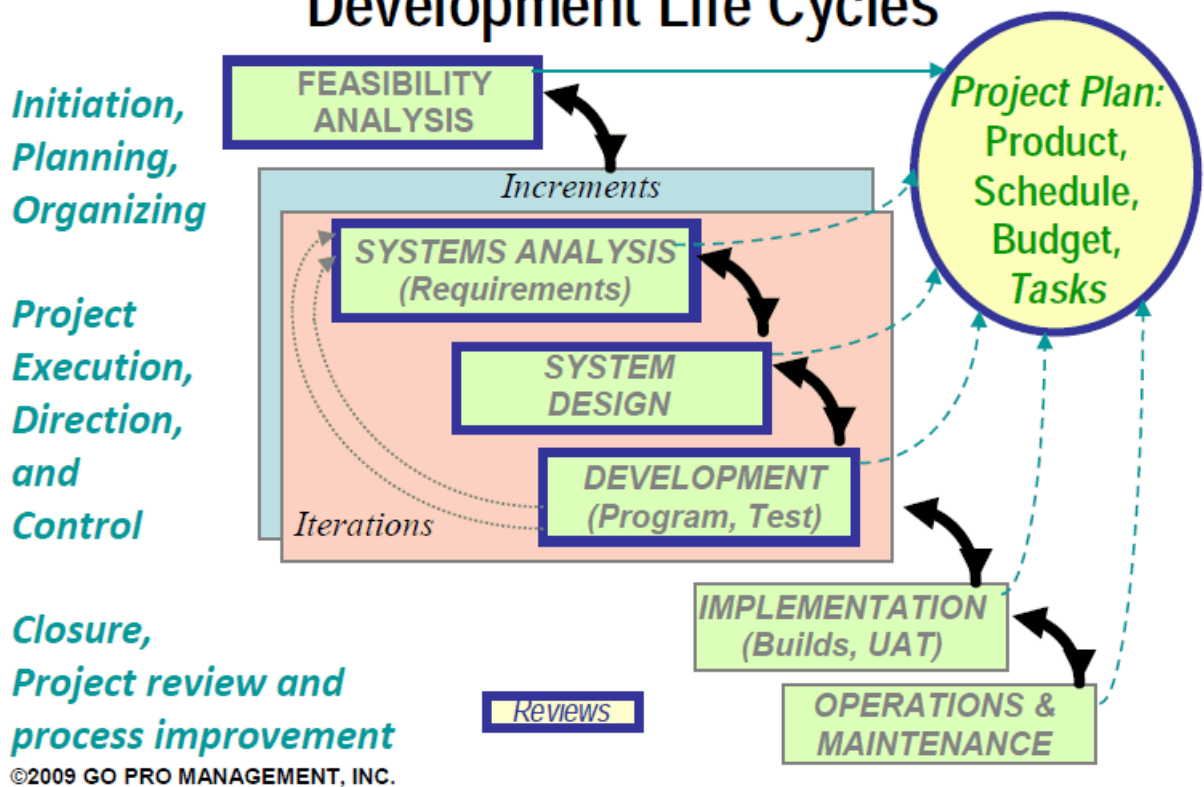 Development Life Cycles
Initiation,
Planning,
Organizing
FEASIBILITY
ANALYSIS
Project Plan:
Product,
Schedule,
Budget,
Tasks
Increments
SYSTEMS ANALYSIS
(Requirements)
Project
Execution,
Direction,
and
Control
SYSTEM
DESIGN
DEVELOPMENT
(Program, Test)
Iterations
IMPLEMENTATION
(Builds, UAT)
Closure,
Project review and
process improvement
Reviews
OPERATIONS &
MAINTENANCE
©2009 GO PRO MANAGEMENT, INC.